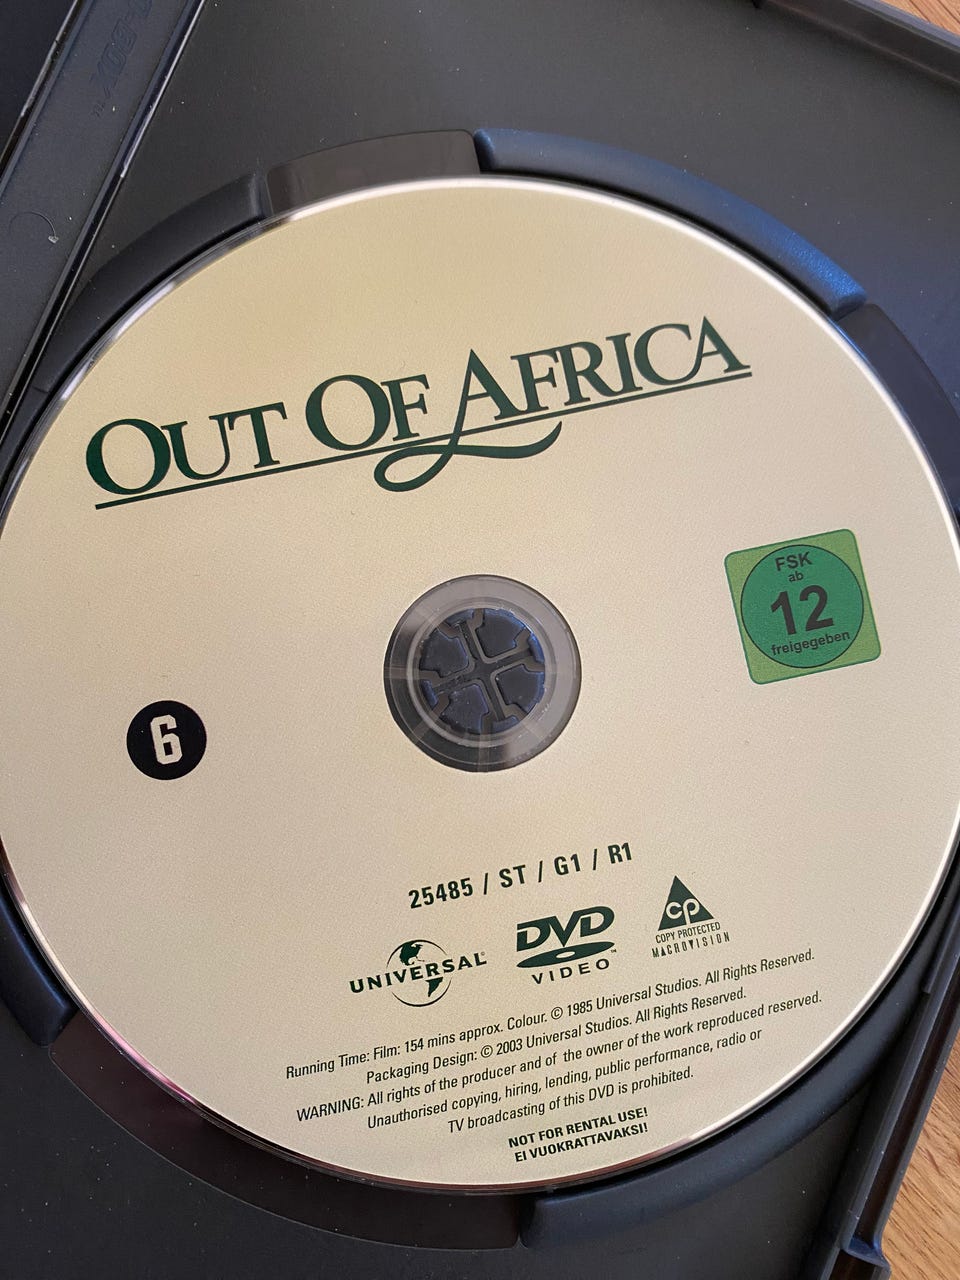 OUT OF AFRICA
FSK
ab
12
freigegeben
6
25485 / ST / G1 / R1
UNIVERSAL®
DVD™
VIDEO
cp
COPY PROTECTED
MACROVISION
Running Time: Film: 154 mins approx. Colour. © 1985 Universal Studios. All Rights Reserved.
Packaging Design: © 2003 Universal Studios. All Rights Reserved.
WARNING: All rights of the producer and of the owner of the work reproduced reserved.
Unauthorised copying, hiring, lending, public performance, radio or
TV broadcasting of this DVD is prohibited.
NOT FOR RENTAL USE!
EI VUOKRATTAVAKSI!